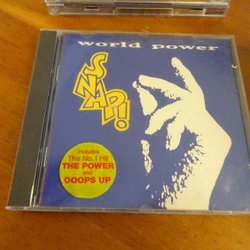 world power
SNAP!
Includes
The No. 1 Hit
THE POWER
and
OOOPS UP